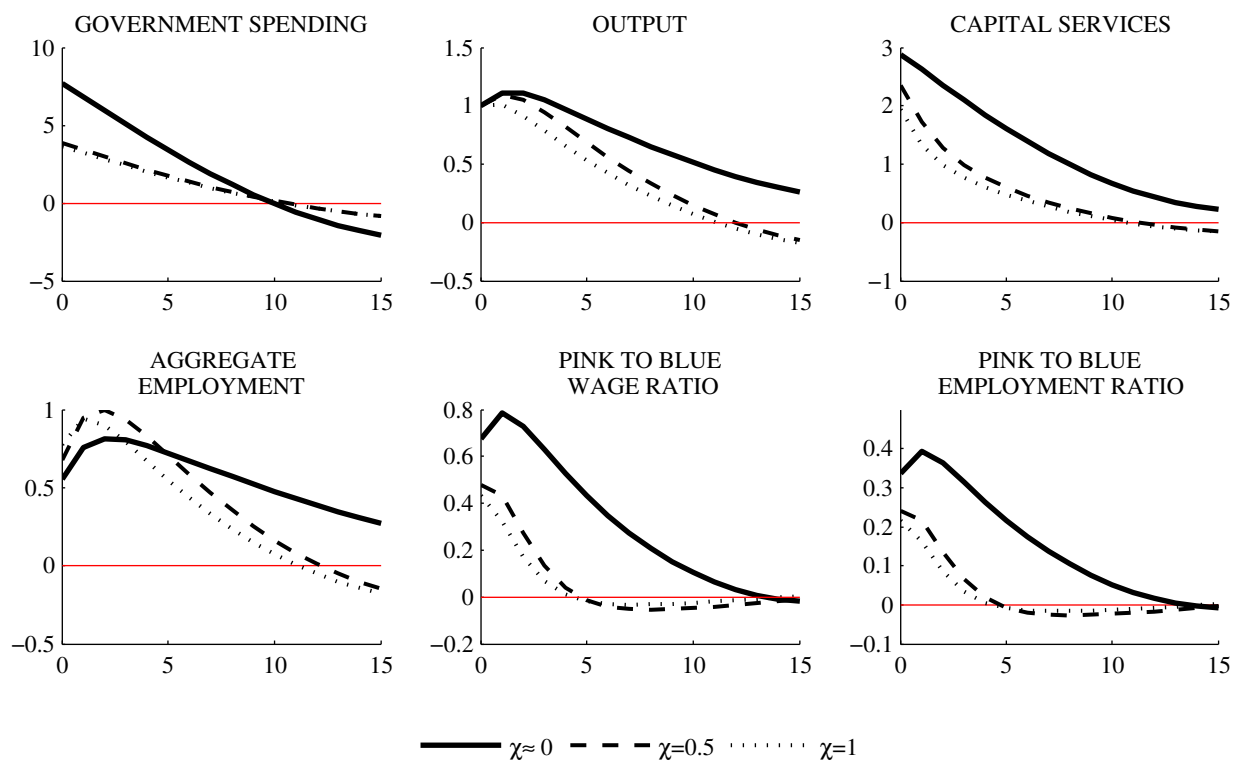 GOVERNMENT SPENDING
10
5
0
−5
0 5 10 15
OUTPUT
1.5
1
0.5
0
−0.5
0 5 10 15
CAPITAL SERVICES
3
2
1
0
−1
0 5 10 15
AGGREGATE
EMPLOYMENT
1
0.5
0
−0.5
0 5 10 15
PINK TO BLUE
WAGE RATIO
0.8
0.6
0.4
0.2
0
−0.2
0 5 10 15
PINK TO BLUE
EMPLOYMENT RATIO
0.4
0.3
0.2
0.1
0
−0.1
0 5 10 15
χ≈ 0 χ=0.5 χ=1